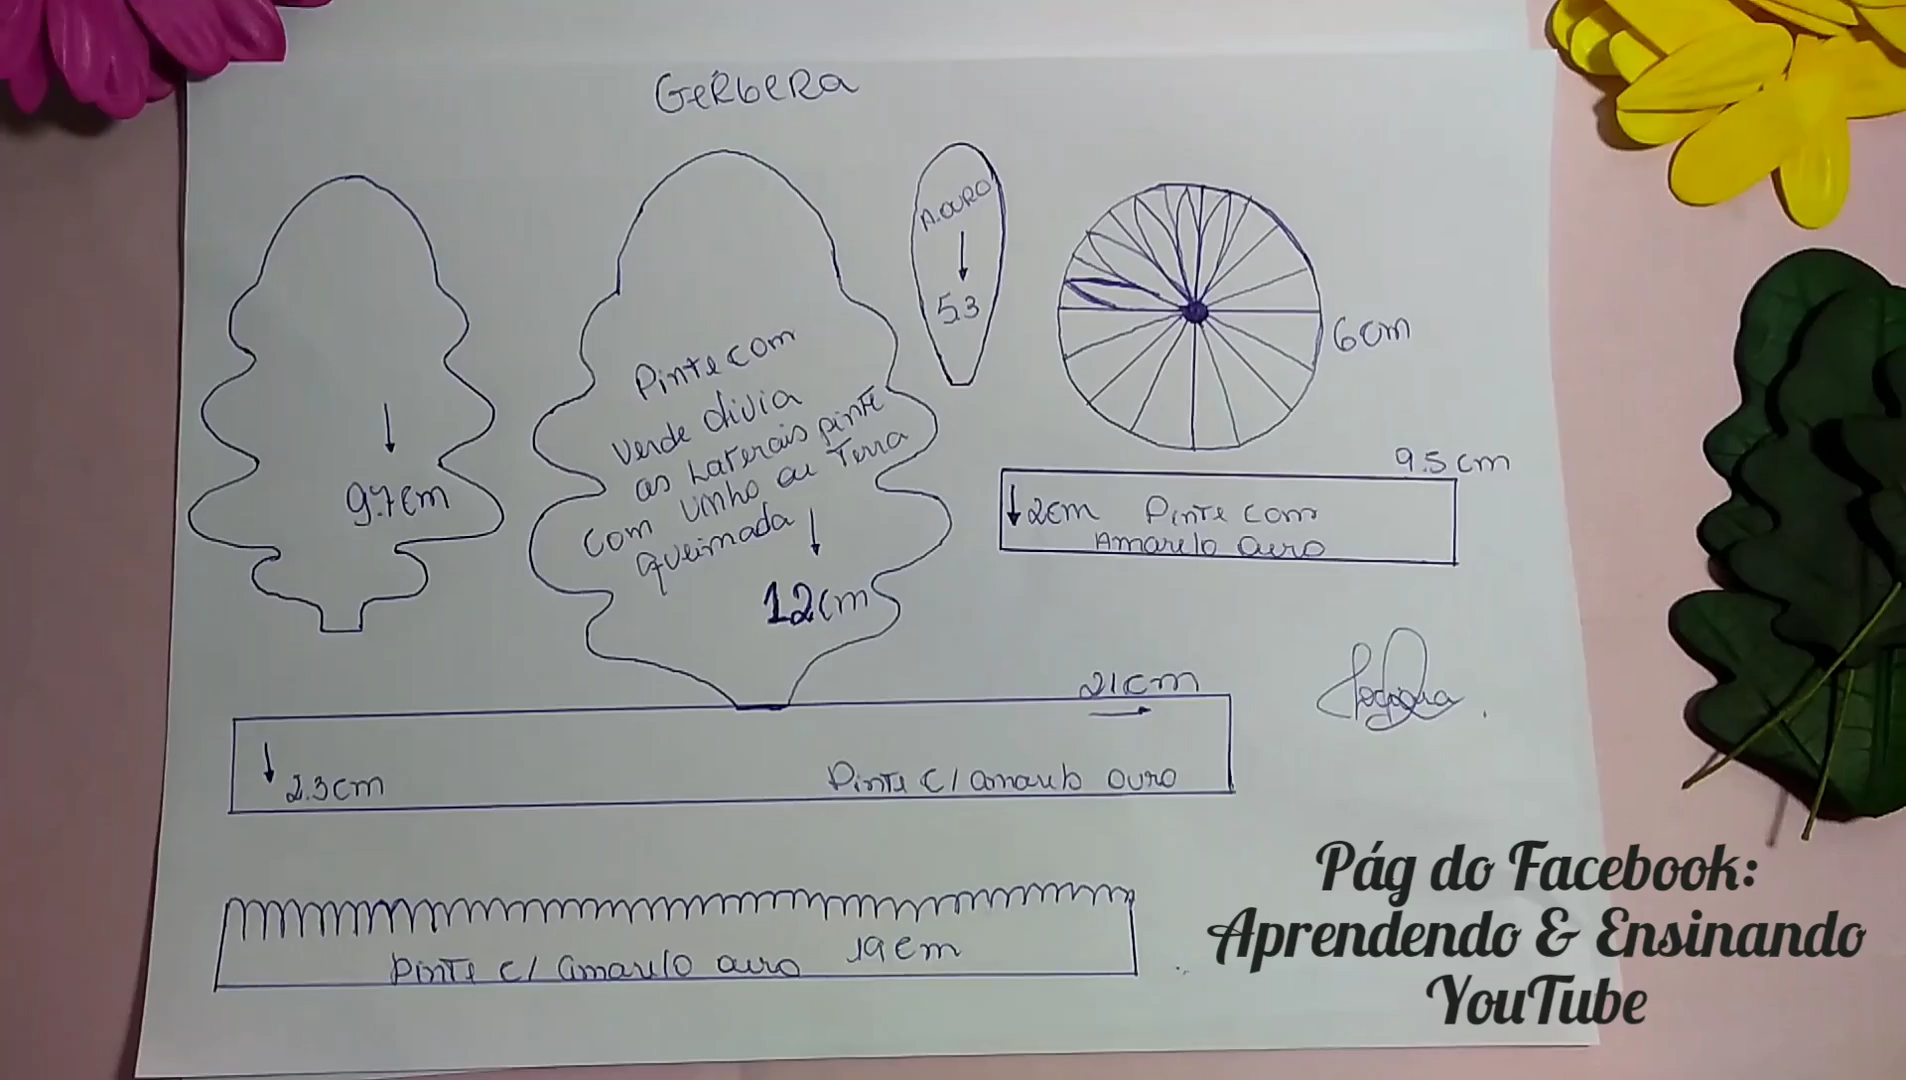 GeRbeRa
9.7cm
Pinte com
verde oliva
as Laterais pinte
com vinho ou Terra
queimada
12cm
A.OURO
5.3
6cm
9.5cm
2cm Pinte com
Amarelo ouro
21cm
2.3cm
Pinte c/ amarelo ouro
Pinte c/ amarelo ouro 19cm
Pág do Facebook:
Aprendendo & Ensinando
YouTube